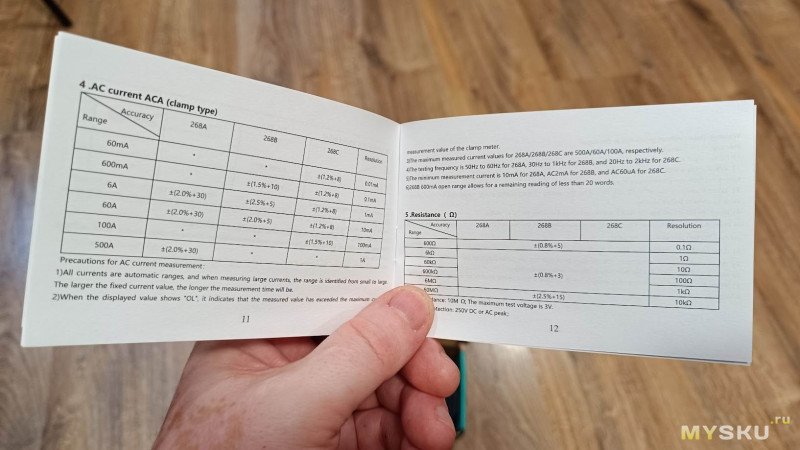 4 .AC current ACA (clamp type)
Accuracy 268A 268B 268C Resolution
Range
60mA - - ±(1.2%+8) 0.01mA
600mA ±(1.5%+10) ±(1.2%+8) 0.1mA
6A ±(2.0%+30) ±(2.5%+5) ±(1.2%+8) 1mA
60A ±(2.0%+5) ±(1.2%+8) 10mA
100A - - ±(1.5%+10) 100mA
500A ±(2.0%+30) - 1A
Precautions for AC current measurement:
1)All currents are automatic ranges, and when measuring large currents, the range is identified from small to large.
The larger the fixed current value, the longer the measurement time will be.
2)When the displayed value shows "OL", it indicates that the measured value has exceeded the maximum
11
measurement value of the clamp meter.
3)The maximum measured current values for 268A/268B/268C are 500A/60A/100A, respectively.
4)The testing frequency is 50Hz to 60Hz for 268A, 30Hz to 1kHz for 268B, and 20Hz to 2kHz for 268C.
5)The minimum measurement current is 10mA for 268A, AC2mA for 268B, and AC60uA for 268C.
6)268B 600mA open range allows for a remaining reading of less than 20 words.
5 .Resistance ( Ω)
Accuracy 268A 268B 268C Resolution
Range
600Ω ±(0.8%+5) 0.1Ω
6kΩ 1Ω
60kΩ 10Ω
600kΩ ±(0.8%+3) 100Ω
6MΩ 1kΩ
60MΩ ±(2.5%+15) 10kΩ
10M Ω; The maximum test voltage is 3V.
250V DC or AC peak;
12
MYSKU.ru